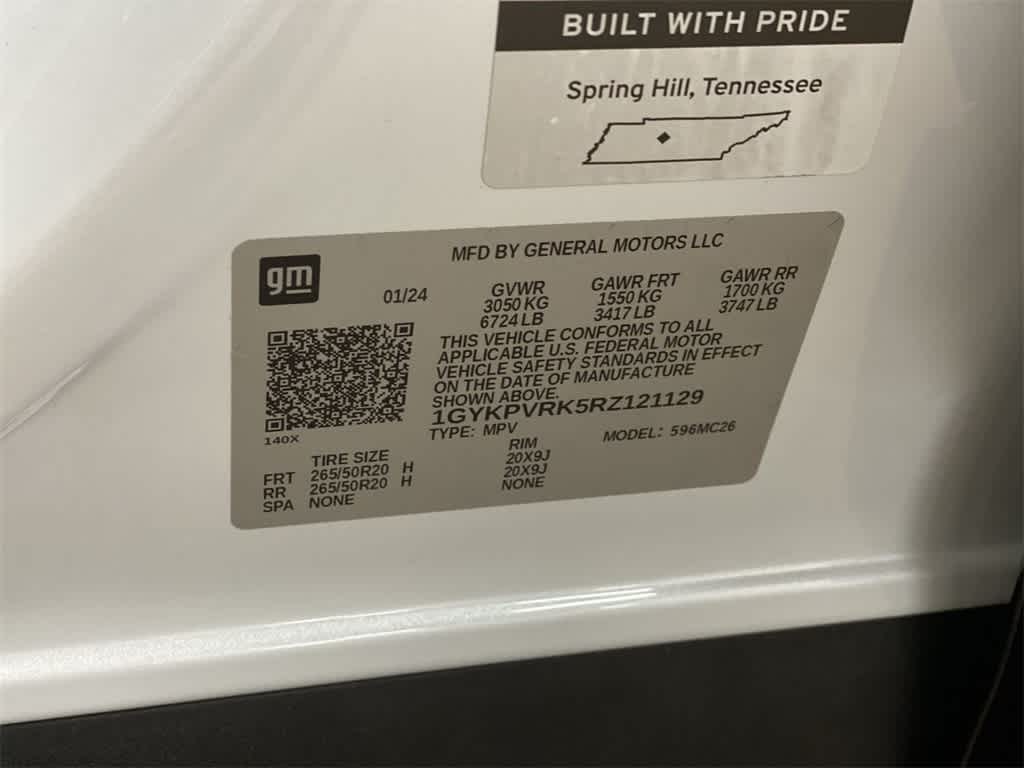 BUILT WITH PRIDE
Spring Hill, Tennessee
gm
MFD BY GENERAL MOTORS LLC
01/24 GVWR GAWR FRT GAWR RR
3050 KG 1550 KG 1700 KG
6724 LB 3417 LB 3747 LB
THIS VEHICLE CONFORMS TO ALL
APPLICABLE U.S. FEDERAL MOTOR
VEHICLE SAFETY STANDARDS IN EFFECT
ON THE DATE OF MANUFACTURE
SHOWN ABOVE.
1GYKPVRK5RZ121129
140X
TYPE: MPV MODEL: 596MC26
TIRE SIZE RIM
FRT 265/50R20 H 20X9J
RR 265/50R20 H 20X9J
SPA NONE NONE